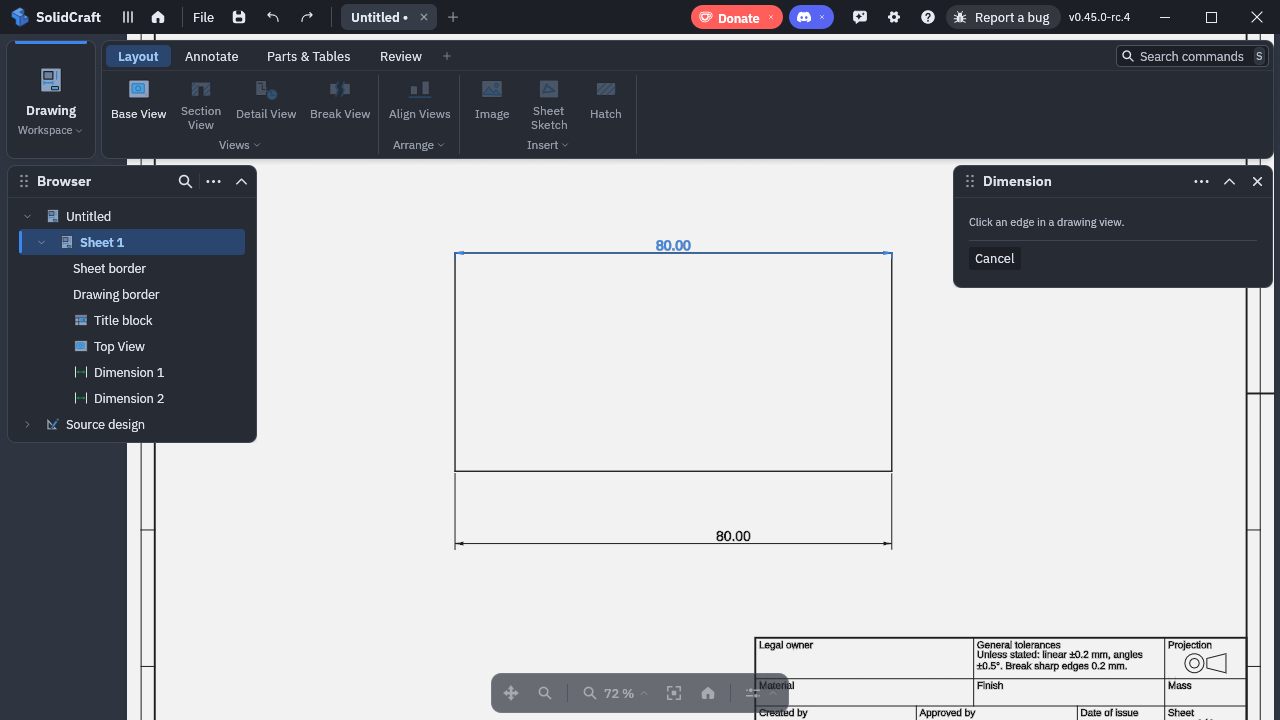 SolidCraft
File
Untitled •
Donate
Report a bug
v0.45.0-rc.4
Drawing
Workspace
Layout
Annotate
Parts & Tables
Review
Search commands
S
Base View
Section View
Detail View
Break View
Views
Align Views
Arrange
Image
Sheet Sketch
Hatch
Insert
Browser
Untitled
Sheet 1
Sheet border
Drawing border
Title block
Top View
Dimension 1
Dimension 2
Source design
Dimension
Click an edge in a drawing view.
Cancel
80.00
80.00
Legal owner
General tolerances
Unless stated: linear ±0.2 mm, angles
±0.5°. Break sharp edges 0.2 mm.
Projection
Material
Finish
Mass
Created by
Approved by
Date of issue
Sheet
72 %